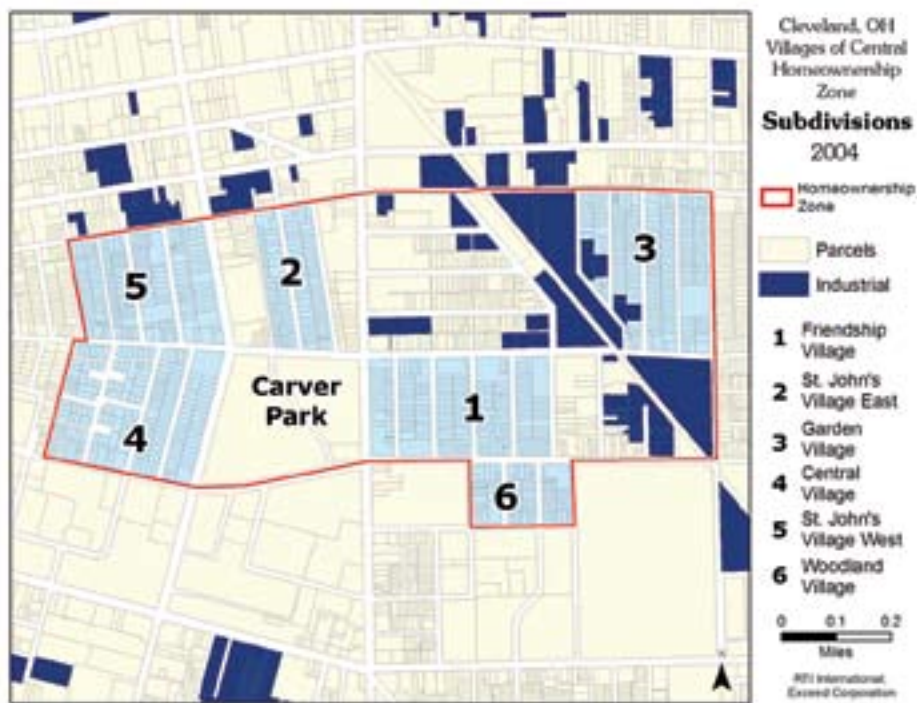 Cleveland, OH
Villages of Central
Homeownership
Zone
Subdivisions
2004
Homeownership
Zone
Parcels
Industrial
1 Friendship
Village
2 St. John's
Village East
3 Garden
Village
4 Central
Village
5 St. John's
Village West
6 Woodland
Village
0 0.1 0.2
Miles
RTI International,
Exceed Corporation
3
2
5
Carver
Park
1
4
6